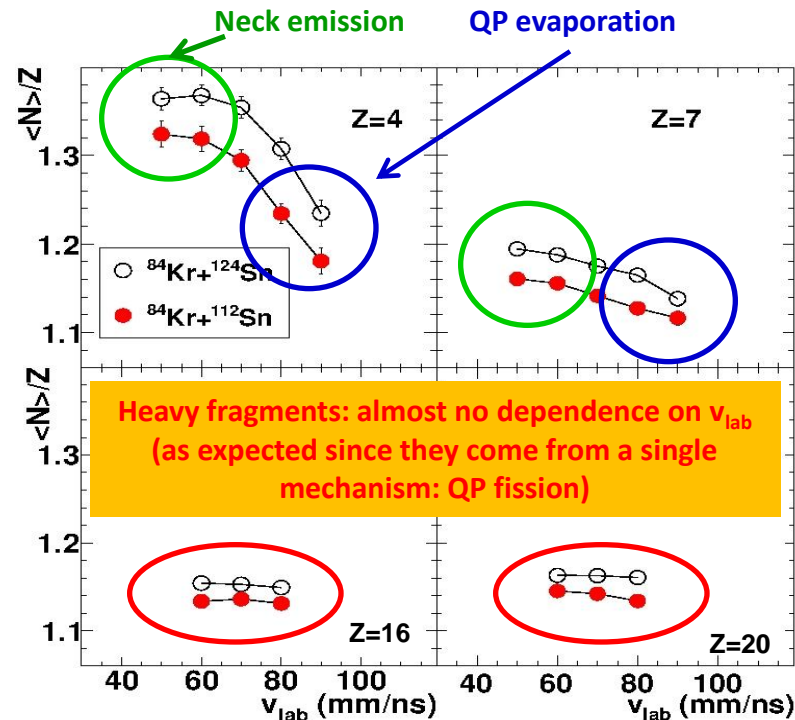 Neck emission
QP evaporation
<N>/Z
1.3
1.2
1.1
Z=4
Z=7
⁸⁴Kr+¹²⁴Sn
⁸⁴Kr+¹¹²Sn
<N>/Z
1.3
1.2
1.1
Heavy fragments: almost no dependence on vlab
(as expected since they come from a single
mechanism: QP fission)
Z=16
Z=20
40 60 80 100
40 60 80 100
vlab (mm/ns)
vlab (mm/ns)